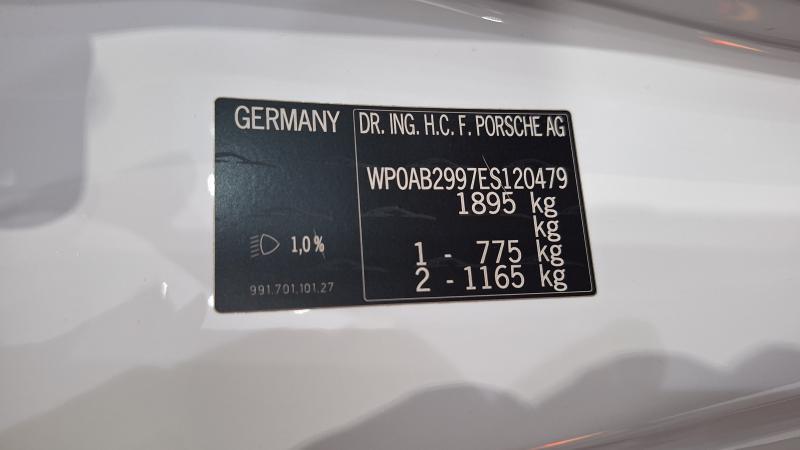 GERMANY
DR. ING. H.C. F. PORSCHE AG
WP0AB2997ES120479
1895 kg
kg
1 - 775 kg
2 - 1165 kg
1,0 %
991.701.101.27